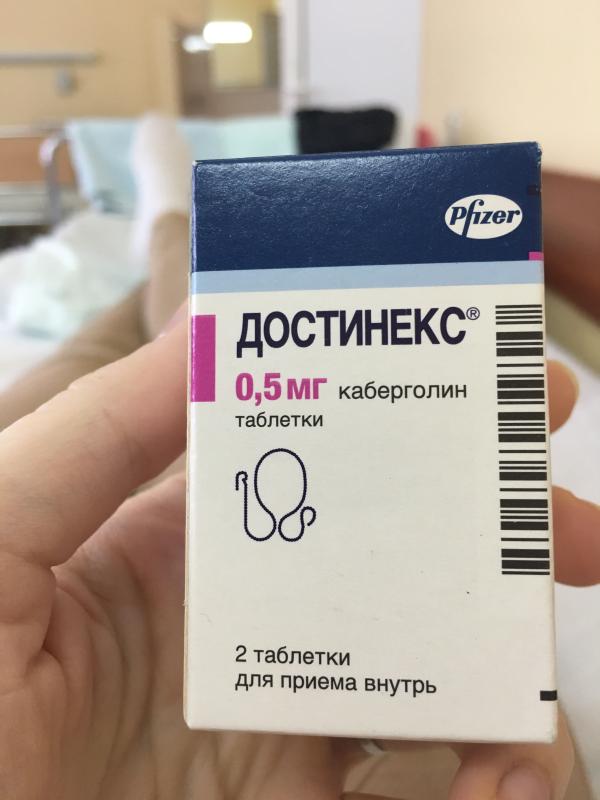 Pfizer
ДОСТИНЕКС®
0,5 мг каберголин
таблетки
2 таблетки
для приема внутрь